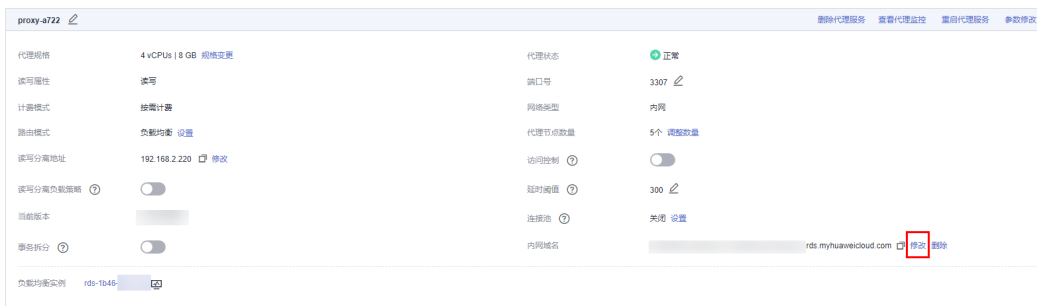 proxy-a722
删除代理服务 查看代理监控 重启代理服务 参数修改
代理规格 4 vCPUs | 8 GB 规格变更
代理状态 正常
读写属性 读写
端口号 3307
计费模式 按需计费
网络类型 内网
路由模式 负载均衡 设置
代理节点数量 5个 调整数量
读写分离地址 192.168.2.220 修改
访问控制
读写分离负载策略
延时阈值 300
当前版本
连接池 关闭 设置
事务拆分
内网域名 rds.myhuaweicloud.com 修改 删除
负载均衡实例 rds-1b46-